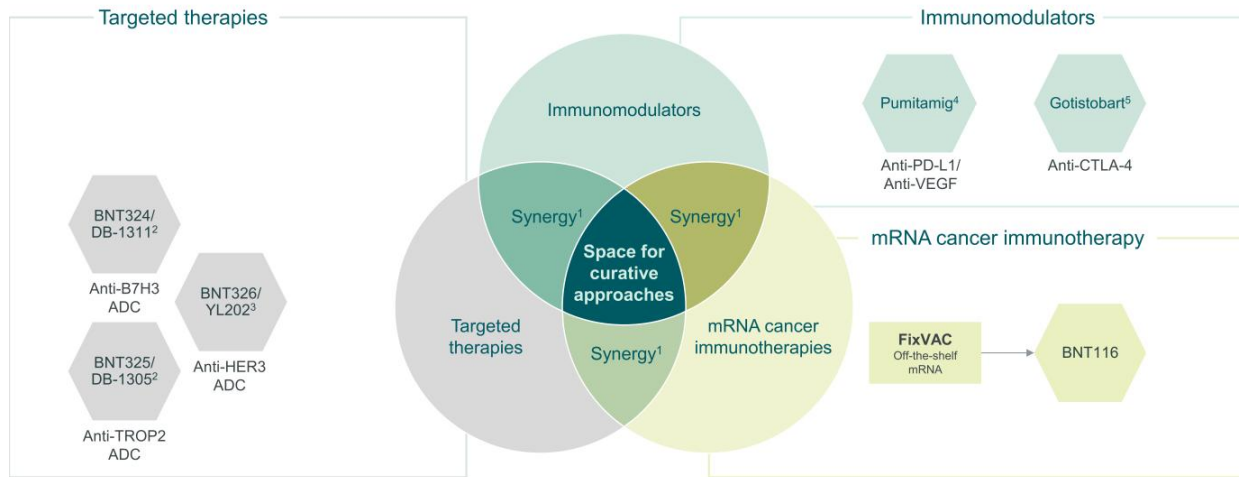 Targeted therapies
BNT324/
DB-1311²
Anti-B7H3
ADC
BNT326/
YL202³
Anti-HER3
ADC
BNT325/
DB-1305²
Anti-TROP2
ADC
Immunomodulators
Synergy¹
Synergy¹
Space for
curative
approaches
Targeted
therapies
mRNA cancer
immunotherapies
Synergy¹
Immunomodulators
Pumitamig⁴
Anti-PD-L1/
Anti-VEGF
Gotistobart⁵
Anti-CTLA-4
mRNA cancer immunotherapy
FixVAC
Off-the-shelf
mRNA
BNT116